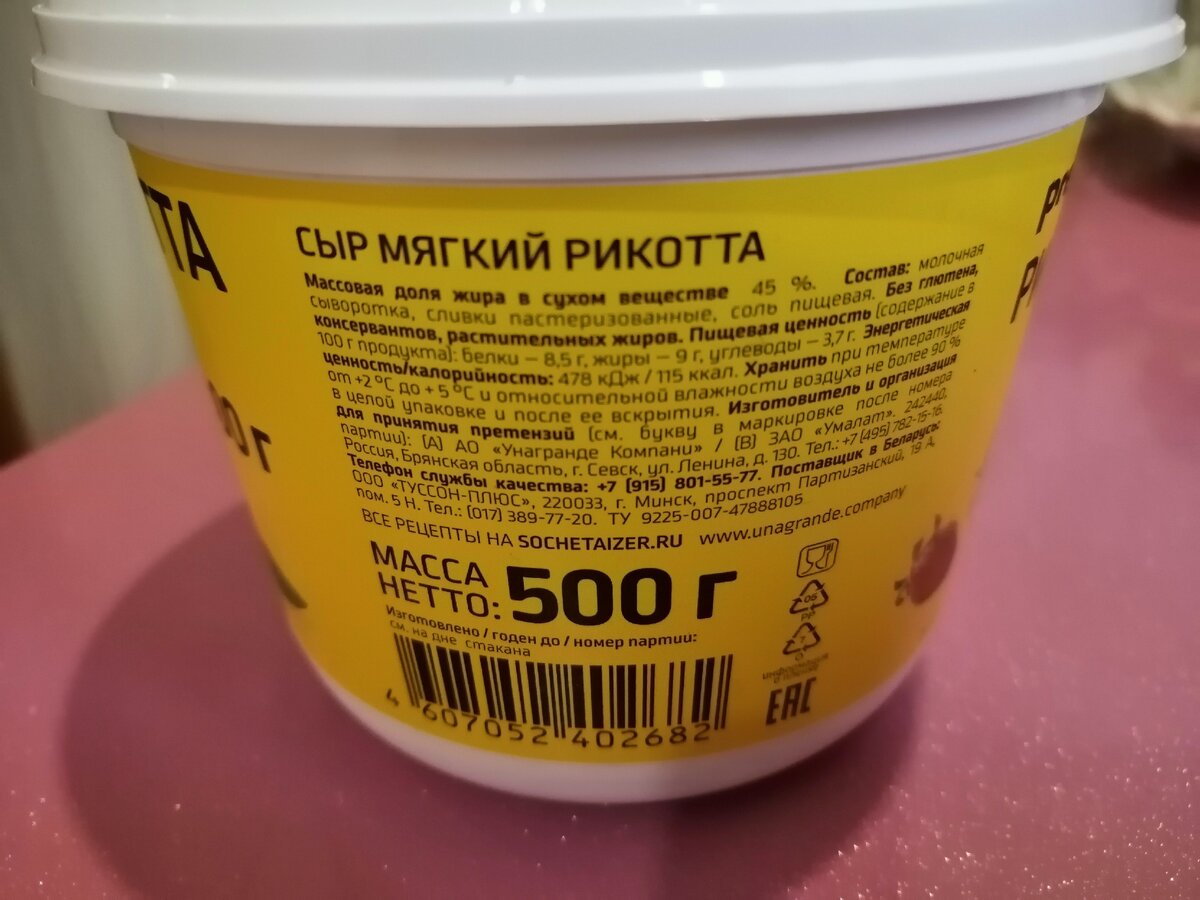 ТТА
СЫР МЯГКИЙ РИКОТТА
Массовая доля жира в сухом веществе 45 %. Состав: молочная
сыворотка, сливки пастеризованные, соль пищевая. Без глютена,
консервантов, растительных жиров. Пищевая ценность (содержание в
100 г продукта): белки – 8,5 г, жиры – 9 г, углеводы – 3,7 г. Энергетическая
ценность/калорийность: 478 кДж / 115 ккал. Хранить при температуре
от +2 °С до + 5 °С и относительной влажности воздуха не более 90 %
в целой упаковке и после ее вскрытия. Изготовитель и организация
для принятия претензий (см. букву в маркировке после номера
партии): (А) АО «Унагранде Компани» / (В) ЗАО «Умалат». 242440,
Россия, Брянская область, г. Севск, ул. Ленина, д. 130. Тел.: +7 (495) 782-15-16.
Телефон службы качества: +7 (915) 801-55-77. Поставщик в Беларусь:
ООО «ТУССОН-ПЛЮС», 220033, г. Минск, проспект Партизанский, 19 Д,
пом. 5 Н. Тел.: (017) 389-77-20. ТУ 9225-007-47888105
ВСЕ РЕЦЕПТЫ НА SOCHETAIZER.RU www.unagrande.company
МАССА
НЕТТО: 500 г
Изготовлено / годен до / номер партии:
см. на дне стакана
4 607052 402682
05
PP
7
O
информация
о пленке
EAC